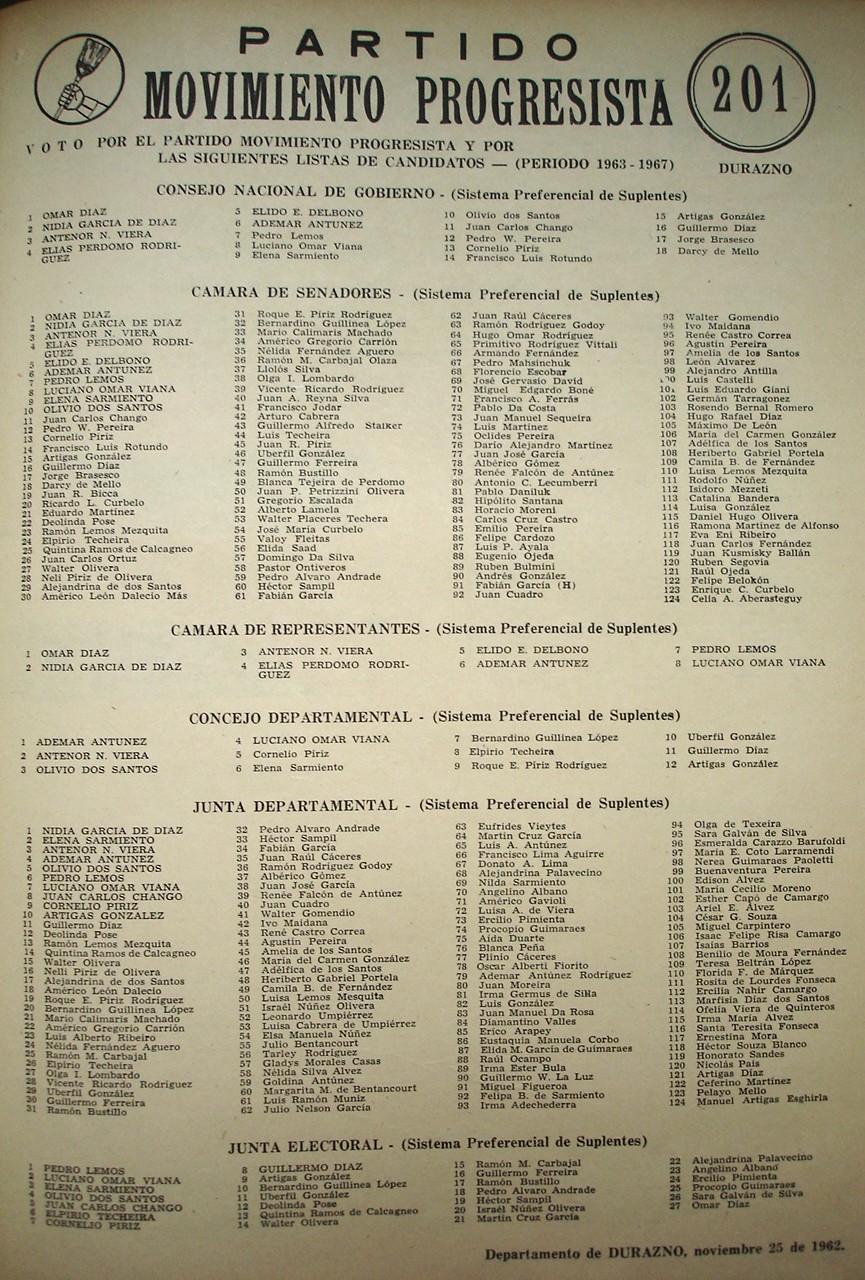 PARTIDO
MOVIMIENTO PROGRESISTA
201
VOTO POR EL PARTIDO MOVIMIENTO PROGRESISTA Y POR
LAS SIGUIENTES LISTAS DE CANDIDATOS — (PERIODO 1963-1967)
DURAZNO
CONSEJO NACIONAL DE GOBIERNO - (Sistema Preferencial de Suplentes)
1 OMAR DIAZ
2 NIDIA GARCIA DE DIAZ
3 ANTENOR N. VIERA
4 ELIAS PERDOMO RODRI-
GUEZ
5 ELIDO E. DELBONO
6 ADEMAR ANTUNEZ
7 Pedro Lemos
8 Luciano Omar Viana
9 Elena Sarmiento
10 Olivio dos Santos
11 Juan Carlos Chango
12 Pedro W. Pereira
13 Cornelio Píriz
14 Francisco Luis Rotundo
15 Artigas González
16 Guillermo Díaz
17 Jorge Brasesco
18 Darcy de Mello
CAMARA DE SENADORES - (Sistema Preferencial de Suplentes)
1 OMAR DIAZ
2 NIDIA GARCIA DE DIAZ
3 ANTENOR N. VIERA
4 ELIAS PERDOMO RODRI-
GUEZ
5 ELIDO E. DELBONO
6 ADEMAR ANTUNEZ
7 PEDRO LEMOS
8 LUCIANO OMAR VIANA
9 ELENA SARMIENTO
10 OLIVIO DOS SANTOS
11 Juan Carlos Chango
12 Pedro W. Pereira
13 Cornelio Píriz
14 Francisco Luis Rotundo
15 Artigas González
16 Guillermo Díaz
17 Jorge Brasesco
18 Darcy de Mello
19 Juan R. Bicca
20 Ricardo L. Curbelo
21 Eduardo Martínez
22 Deolinda Pose
23 Ramón Lemos Mezquita
24 Elpirio Techeira
25 Quintina Ramos de Calcagneo
26 Juan Carlos Ortuz
27 Walter Olivera
28 Neli Píriz de Olivera
29 Alejandrina de dos Santos
30 Américo León Dalecio Más
31 Roque E. Píriz Rodríguez
32 Bernardino Guillinea López
33 Mario Calimaris Machado
34 Américo Gregorio Carrión
35 Nélida Fernández Aguero
36 Ramón M. Carbajal Olaza
37 Llolós Silva
38 Olga I. Lombardo
39 Vicente Ricardo Rodríguez
40 Juan A. Reyna Silva
41 Francisco Jodar
42 Arturo Cabrera
43 Guillermo Alfredo Stalker
44 Luis Techeira
45 Juan R. Píriz
46 Uberfil González
47 Guillermo Ferreira
48 Ramón Bustillo
49 Blanca Tejeira de Perdomo
50 Juan P. Petrizzini Olivera
51 Gregorio Escalada
52 Alberto Lamela
53 Walter Placeres Techera
54 José María Curbelo
55 Valoy Fleitas
56 Elida Saad
57 Domingo Da Silva
58 Pastor Ontiveros
59 Pedro Alvaro Andrade
60 Héctor Sampil
61 Fabián García
62 Juan Raúl Cáceres
63 Ramón Rodríguez Godoy
64 Hugo Omar Rodríguez
65 Primitivo Rodríguez Vittali
66 Armando Fernández
67 Pedro Mahsinchuk
68 Florencio Escobar
69 José Gervasio David
70 Miguel Edgardo Boné
71 Francisco A. Ferrás
72 Pablo Da Costa
73 Juan Manuel Sequeira
74 Luis Martínez
75 Oclides Pereira
76 Darío Alejandro Martínez
77 Juan José García
78 Albérico Gómez
79 Renée Falcón de Antúnez
80 Antonio C. Lecumberri
81 Pablo Daniluk
82 Hipólito Santana
83 Horacio Moreni
84 Carlos Cruz Castro
85 Emilio Pereira
86 Felipe Cardozo
87 Luis P. Ayala
88 Eugenio Ojeda
89 Ruben Bulmini
90 Andrés González
91 Fabián García (H)
92 Juan Cuadro
93 Walter Gomendio
94 Ivo Maidana
95 Renée Castro Correa
96 Agustín Pereira
97 Amelia de los Santos
98 León Alvarez
99 Alejandro Antilla
100 Luis Castelli
101 Luis Eduardo Giani
102 Germán Tarragonez
103 Rosendo Bernal Romero
104 Hugo Rafael Díaz
105 Máximo De León
106 María del Carmen González
107 Adélfica de los Santos
108 Heriberto Gabriel Portela
109 Camila B. de Fernández
110 Luisa Lemos Mezquita
111 Rodolfo Núñez
112 Isidoro Mezzeti
113 Catalina Bandera
114 Luisa González
115 Daniel Hugo Olivera
116 Ramona Martínez de Alfonso
117 Eva Eni Ribeiro
118 Juan Carlos Fernández
119 Juan Kusmisky Ballán
120 Ruben Segovia
121 Raúl Ojeda
122 Felipe Belokón
123 Enrique C. Curbelo
124 Celia A. Aberasteguy
CAMARA DE REPRESENTANTES - (Sistema Preferencial de Suplentes)
1 OMAR DIAZ
2 NIDIA GARCIA DE DIAZ
3 ANTENOR N. VIERA
4 ELIAS PERDOMO RODRI-
GUEZ
5 ELIDO E. DELBONO
6 ADEMAR ANTUNEZ
7 PEDRO LEMOS
8 LUCIANO OMAR VIANA
CONCEJO DEPARTAMENTAL - (Sistema Preferencial de Suplentes)
1 ADEMAR ANTUNEZ
2 ANTENOR N. VIERA
3 OLIVIO DOS SANTOS
4 LUCIANO OMAR VIANA
5 Cornelio Píriz
6 Elena Sarmiento
7 Bernardino Guillinea López
8 Elpirio Techeira
9 Roque E. Píriz Rodríguez
10 Uberfil González
11 Guillermo Díaz
12 Artigas González
JUNTA DEPARTAMENTAL - (Sistema Preferencial de Suplentes)
1 NIDIA GARCIA DE DIAZ
2 ELENA SARMIENTO
3 ANTENOR N. VIERA
4 ADEMAR ANTUNEZ
5 OLIVIO DOS SANTOS
6 PEDRO LEMOS
7 LUCIANO OMAR VIANA
8 JUAN CARLOS CHANGO
9 CORNELIO PIRIZ
10 ARTIGAS GONZALEZ
11 Guillermo Díaz
12 Deolinda Pose
13 Ramón Lemos Mezquita
14 Quintina Ramos de Calcagneo
15 Walter Olivera
16 Nelli Píriz de Olivera
17 Alejandrina de dos Santos
18 Américo León Dalecio
19 Roque E. Píriz Rodríguez
20 Bernardino Guillinea López
21 Mario Calimaris Machado
22 Américo Gregorio Carrión
23 Luis Alberto Ribeiro
24 Nélida Fernández Aguero
25 Ramón M. Carbajal
26 Elpirio Techeira
27 Olga I. Lombardo
28 Vicente Ricardo Rodríguez
29 Uberfil González
30 Guillermo Ferreira
31 Ramón Bustillo
32 Pedro Alvaro Andrade
33 Héctor Sampil
34 Fabián García
35 Juan Raúl Cáceres
36 Ramón Rodríguez Godoy
37 Albérico Gómez
38 Juan José García
39 Renée Falcón de Antúnez
40 Juan Cuadro
41 Walter Gomendio
42 Ivo Maidana
43 René Castro Correa
44 Agustín Pereira
45 Amelia de los Santos
46 María del Carmen González
47 Adélfica de los Santos
48 Heriberto Gabriel Portela
49 Camila B. de Fernández
50 Luisa Lemos Mesquita
51 Israél Núñez Olivera
52 Leonardo Umpiérrez
53 Luisa Cabrera de Umpiérrez
54 Elsa Manuela Núñez
55 Julio Bentancourt
56 Tarley Rodríguez
57 Gladys Morales Casas
58 Nélida Silva Alvez
59 Goldina Antúnez
60 Margarita M. de Bentancourt
61 Luis Ramón Muniz
62 Julio Nelson García
63 Eufrides Vieytes
64 Martín Cruz García
65 Luis A. Antúnez
66 Francisco Lima Aguirre
67 Donato A. Lima
68 Alejandrina Palavecino
69 Nilda Sarmiento
70 Angelino Albano
71 Américo Gavioli
72 Luisa A. de Viera
73 Ercilio Pimienta
74 Procopio Guimaraes
75 Aída Duarte
76 Blanca Peña
77 Plinio Cáceres
78 Oscar Alberti Fiorito
79 Ademar Antúnez Rodríguez
80 Juan Moreira
81 Irma Germus de Silla
82 Luis González
83 Juan Manuel Da Rosa
84 Diamantino Valles
85 Erico Arapey
86 Eustaquia Manuela Corbo
87 Elida M. García de Guimaraes
88 Raúl Ocampo
89 Irma Ester Bula
90 Guillermo W. La Luz
91 Miguel Figueroa
92 Felipa B. de Sarmiento
93 Irma Adechederra
94 Olga de Texeira
95 Sara Galván de Silva
96 Esmeralda Carazzo Barufoldi
97 María E. Coto Larramendi
98 Nerea Guimaraes Paoletti
99 Buenaventura Pereira
100 Edison Alvez
101 María Cecilio Moreno
102 Esther Capó de Camargo
103 Ariel E. Alvez
104 César G. Souza
105 Miguel Carpintero
106 Isaac Felipe Risa Camargo
107 Isaías Barrios
108 Benilio de Moura Fernández
109 Teresa Beltrán López
110 Florida F. de Márquez
111 Rosita de Lourdes Fonseca
112 Ercilia Nahir Camargo
113 Marfisia Díaz dos Santos
114 Ofelia Viera de Quinteros
115 Irma María Alvez
116 Santa Teresita Fonseca
117 Ernestina Mora
118 Héctor Souza Blanco
119 Honorato Sandes
120 Nicolás País
121 Artigas Díaz
122 Ceferino Martínez
123 Pelayo Mello
124 Manuel Artigas Eshiría
JUNTA ELECTORAL - (Sistema Preferencial de Suplentes)
1 PEDRO LEMOS
2 LUCIANO OMAR VIANA
3 ELENA SARMIENTO
4 OLIVIO DOS SANTOS
5 JUAN CARLOS CHANGO
6 ELPIRIO TECHEIRA
7 CORNELIO PIRIZ
8 GUILLERMO DIAZ
9 Artigas González
10 Bernardino Guillinea López
11 Uberfil González
12 Deolinda Pose
13 Quintina Ramos de Calcagneo
14 Walter Olivera
15 Ramón M. Carbajal
16 Guillermo Ferreira
17 Ramón Bustillo
18 Pedro Alvaro Andrade
19 Héctor Sampil
20 Israél Núñez Olivera
21 Martín Cruz García
22 Alejandrina Palavecino
23 Angelino Albano
24 Ercilio Pimienta
25 Procopio Guimaraes
26 Sara Galván de Silva
27 Omar Díaz
Departamento de DURAZNO, noviembre 25 de 1962.